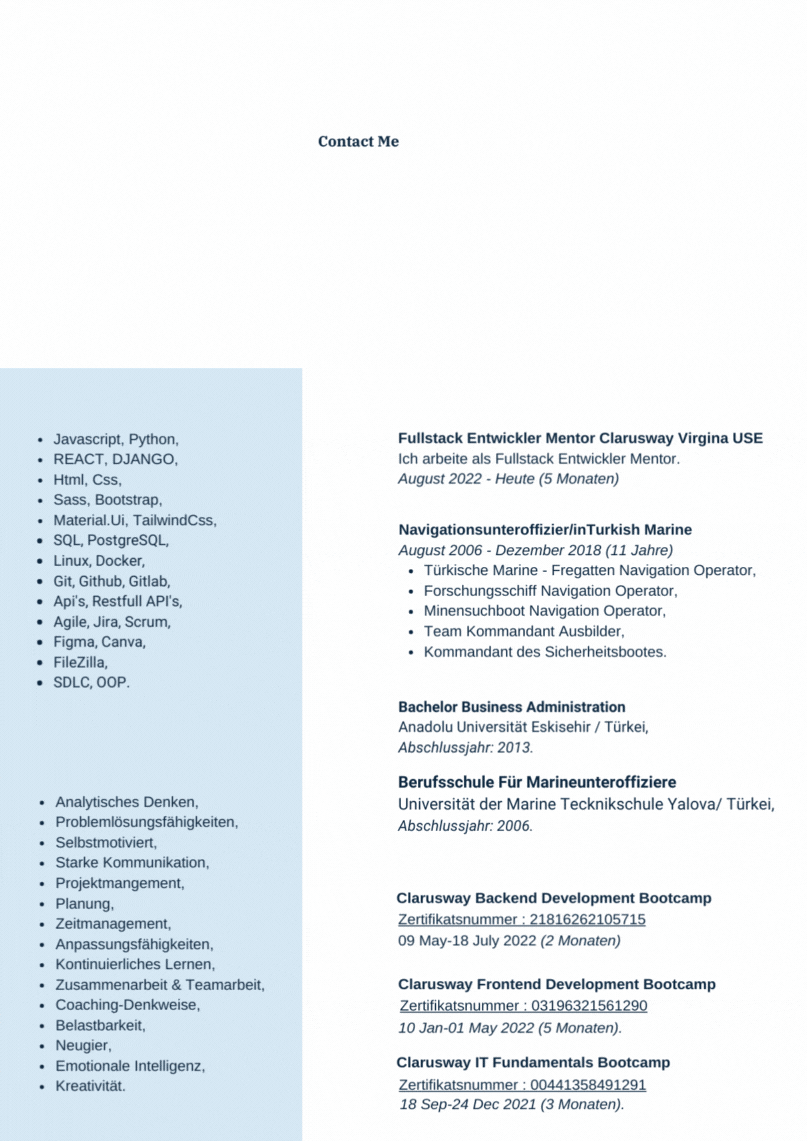 Contact Me
Javascript, Python,
REACT, DJANGO,
Html, Css,
Sass, Bootstrap,
Material.Ui, TailwindCss,
SQL, PostgreSQL,
Linux, Docker,
Git, Github, Gitlab,
Api's, Restfull API's,
Agile, Jira, Scrum,
Figma, Canva,
FileZilla,
SDLC, OOP.
Analytisches Denken,
Problemlösungsfähigkeiten,
Selbstmotiviert,
Starke Kommunikation,
Projektmangement,
Planung,
Zeitmanagement,
Anpassungsfähigkeiten,
Kontinuierliches Lernen,
Zusammenarbeit & Teamarbeit,
Coaching-Denkweise,
Belastbarkeit,
Neugier,
Emotionale Intelligenz,
Kreativität.
Fullstack Entwickler Mentor Clarusway Virgina USE
Ich arbeite als Fullstack Entwickler Mentor.
August 2022 - Heute (5 Monaten)
Navigationsunteroffizier/inTurkish Marine
August 2006 - Dezember 2018 (11 Jahre)
Türkische Marine - Fregatten Navigation Operator,
Forschungsschiff Navigation Operator,
Minensuchboot Navigation Operator,
Team Kommandant Ausbilder,
Kommandant des Sicherheitsbootes.
Bachelor Business Administration
Anadolu Universität Eskisehir / Türkei,
Abschlussjahr: 2013.
Berufsschule Für Marineunteroffiziere
Universität der Marine Tecknikschule Yalova/ Türkei,
Abschlussjahr: 2006.
Clarusway Backend Development Bootcamp
Zertifikatsnummer : 21816262105715
09 May-18 July 2022 (2 Monaten)
Clarusway Frontend Development Bootcamp
Zertifikatsnummer : 03196321561290
10 Jan-01 May 2022 (5 Monaten).
Clarusway IT Fundamentals Bootcamp
Zertifikatsnummer : 00441358491291
18 Sep-24 Dec 2021 (3 Monaten).